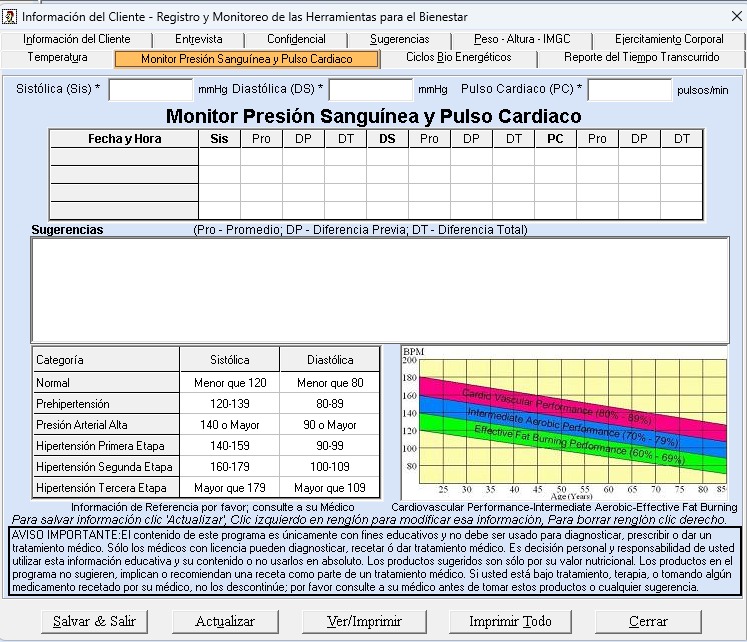 Información del Cliente - Registro y Monitoreo de las Herramientas para el Bienestar
Información del Cliente Entrevista Confidencial Sugerencias Peso - Altura - IMGC Ejercitamiento Corporal
Temperatura Monitor Presión Sanguínea y Pulso Cardiaco Ciclos Bio Energéticos Reporte del Tiempo Transcurrido
Sistólica (Sis) * mmHg Diastólica (DS) * mmHg Pulso Cardiaco (PC) * pulsos/min
Monitor Presión Sanguínea y Pulso Cardiaco
Fecha y Hora Sis Pro DP DT DS Pro DP DT PC Pro DP DT
Sugerencias (Pro - Promedio; DP - Diferencia Previa; DT - Diferencia Total)
Categoría Sistólica Diastólica
Normal Menor que 120 Menor que 80
Prehipertensión 120-139 80-89
Presión Arterial Alta 140 o Mayor 90 o Mayor
Hipertensión Primera Etapa 140-159 90-99
Hipertensión Segunda Etapa 160-179 100-109
Hipertensión Tercera Etapa Mayor que 179 Mayor que 109
BPM
200
180
160
140
120
100
80
Cardio Vascular Performance (80% - 89%)
Intermediate Aerobic Performance (70% - 79%)
Effective Fat Burning Performance (60% - 69%)
25 30 35 40 45 50 55 60 65 70 75 80 85
Age (Years)
Información de Referencia por favor; consulte a su Médico
Cardiovascular Performance-Intermediate Aerobic-Effective Fat Burning
Para salvar información clic 'Actualizar', Clic izquierdo en renglón para modificar esa información, Para borrar renglón clic derecho.
AVISO IMPORTANTE:El contenido de este programa es únicamente con fines educativos y no debe ser usado para diagnosticar, prescribir o dar un
tratamiento médico. Sólo los médicos con licencia pueden diagnosticar, recetar ó dar tratamiento médico. Es decisión personal y responsabilidad de usted
utilizar esta información educativa y su contenido o no usarlos en absoluto. Los productos sugeridos son sólo por su valor nutricional. Los productos en el
programa no sugieren, implican o recomiendan una receta como parte de un tratamiento médico. Si usted está bajo tratamiento, terapia, o tomando algún
medicamento recetado por su médico, no los descontinúe; por favor consulte a su médico antes de tomar estos productos o cualquier sugerencia.
Salvar & Salir Actualizar Ver/Imprimir Imprimir Todo Cerrar